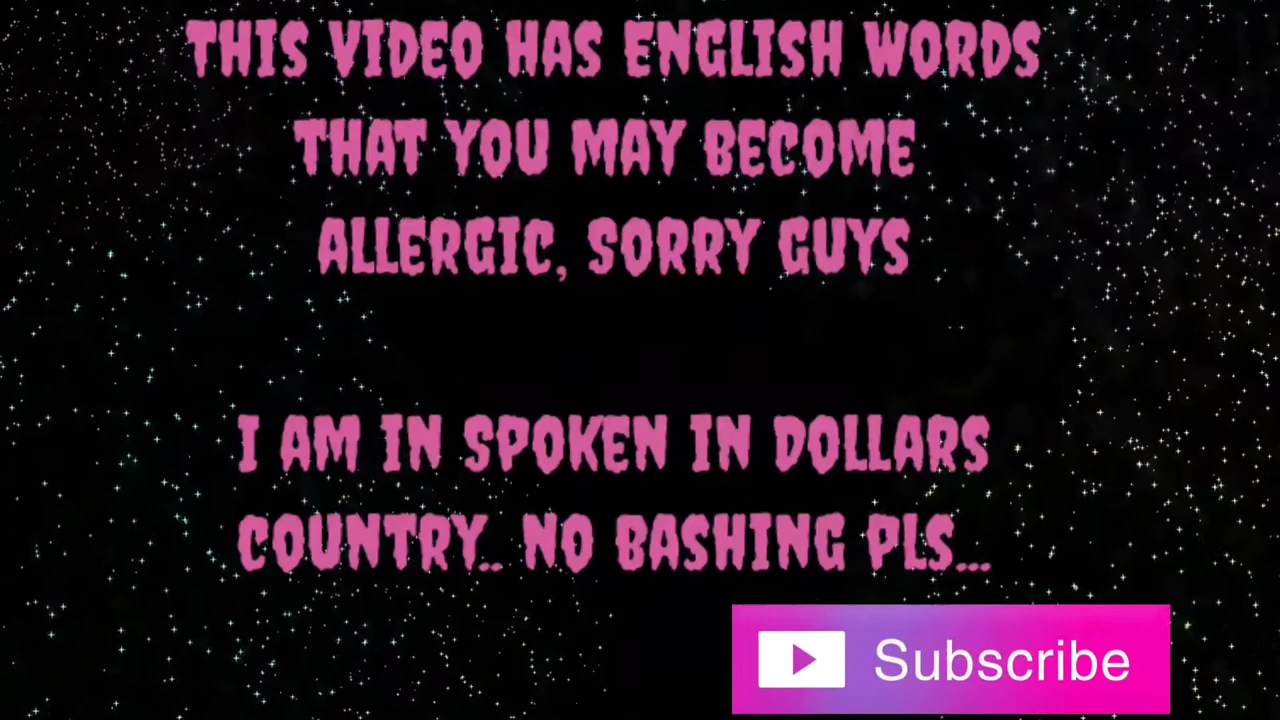 THIS VIDEO HAS ENGLISH WORDS
THAT YOU MAY BECOME
ALLERGIC, SORRY GUYS
I AM IN SPOKEN IN DOLLARS
COUNTRY.. NO BASHING PLS...
Subscribe